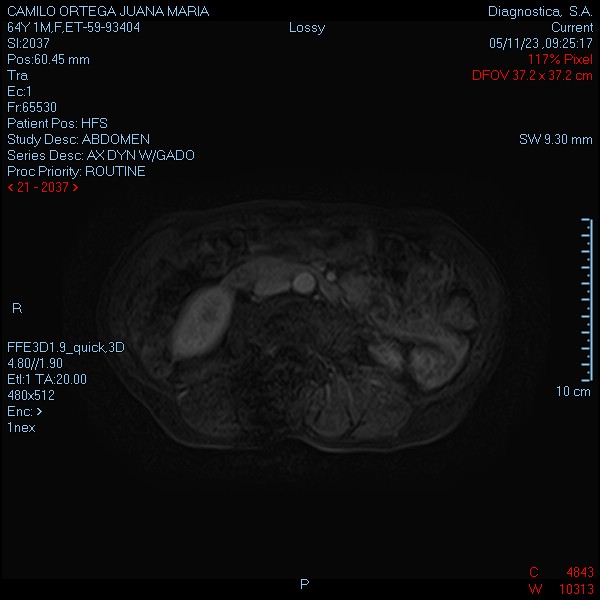 CAMILO ORTEGA JUANA MARIA
64Y 1M,F,ET-59-93404
SI:2037
Pos:60.45 mm
Tra
Ec:1
Fr:65530
Patient Pos: HFS
Study Desc: ABDOMEN
Series Desc: AX DYN W/GADO
Proc Priority: ROUTINE
< 21 - 2037 >
Lossy
Diagnostica, S.A.
Current
05/11/23 ,09:25:17
117% Pixel
DFOV 37.2 x 37.2 cm
SW 9.30 mm
R
FFE3D1.9_quick,3D
4.80//1.90
Etl:1 TA:20.00
480x512
Enc: >
1nex
10 cm
P
C 4843
W 10313